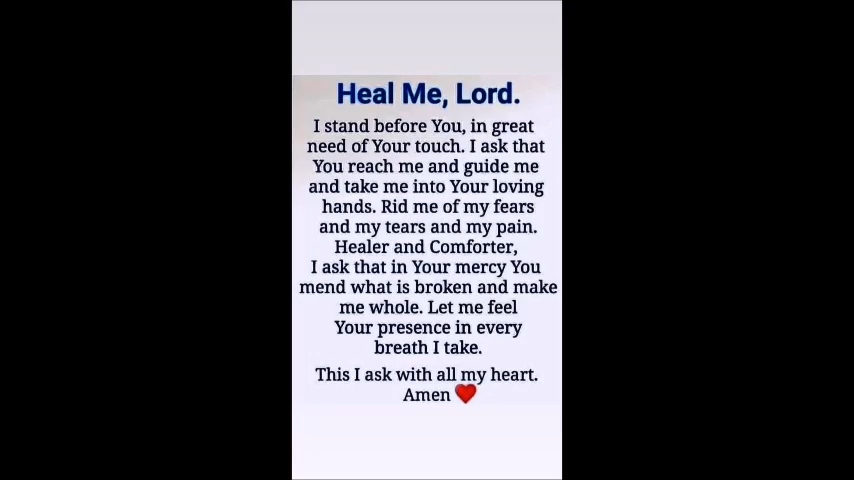 Heal Me, Lord.
I stand before You, in great
need of Your touch. I ask that
You reach me and guide me
and take me into Your loving
hands. Rid me of my fears
and my tears and my pain.
Healer and Comforter,
I ask that in Your mercy You
mend what is broken and make
me whole. Let me feel
Your presence in every
breath I take.
This I ask with all my heart.
Amen ❤️